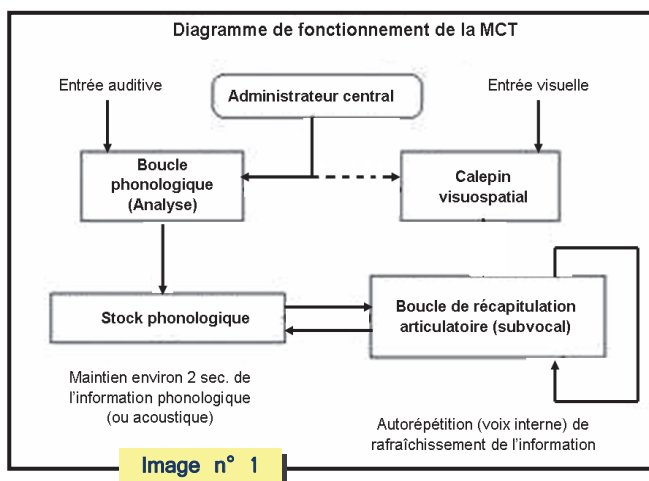 Diagramme de fonctionnement de la MCT
Entrée auditive
Administrateur central
Entrée visuelle
Boucle
phonologique
(Analyse)
Calepin
visuospatial
Stock phonologique
Boucle de récapitulation
articulatoire (subvocal)
Maintien environ 2 sec. de
l'information phonologique
(ou acoustique)
Autorépétition (voix interne) de
rafraîchissement de l'information
Image n° 1